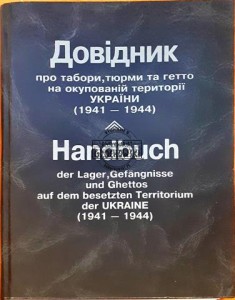 Довідник
про табори,тюрми та гетто
на окупованій території
УКРАЇНИ
(1941 — 1944)
Handbuch
der Lager,Gefängnisse
und Ghettos
auf dem besetzten Territorium
der UKRAINE
(1941 — 1944)